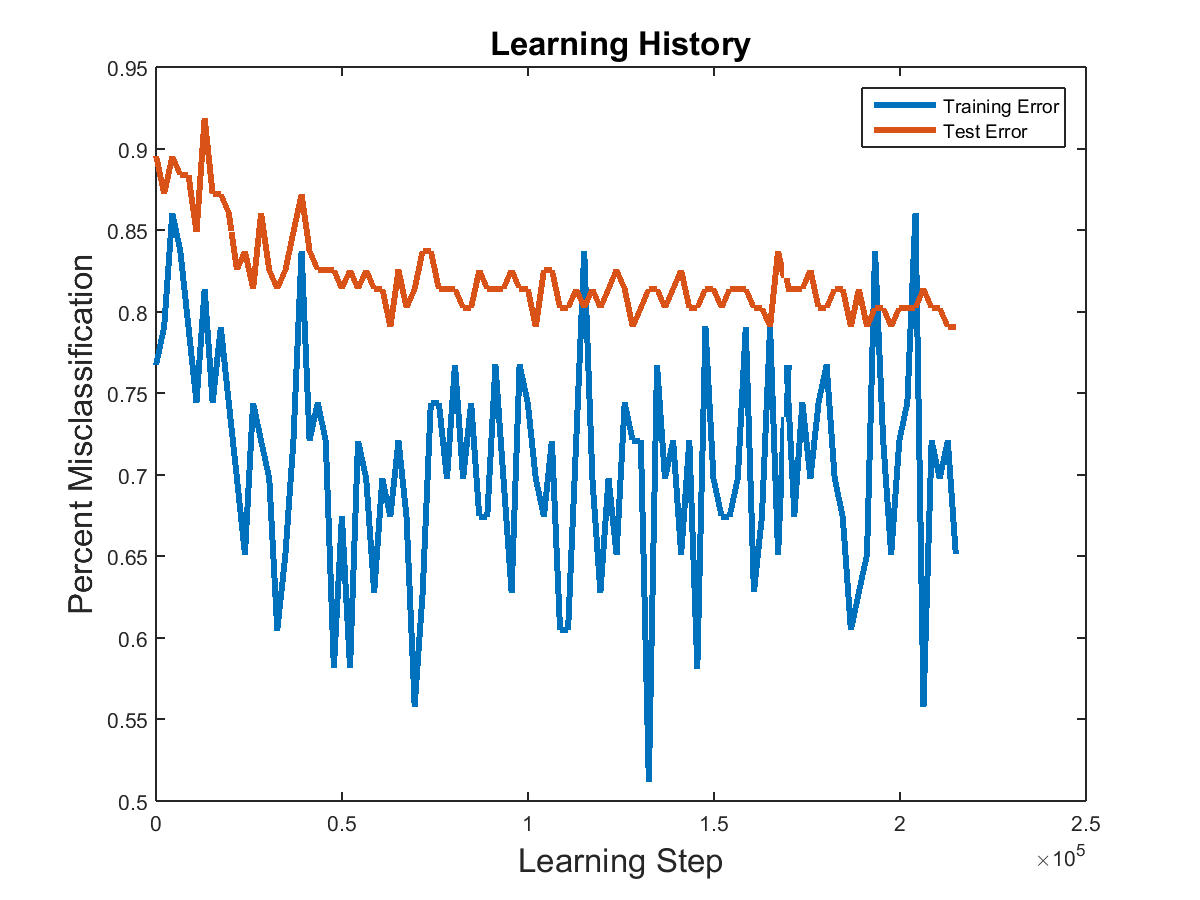 Learning History
0.95
0.9
0.85
0.8
0.75
0.7
0.65
0.6
0.55
0.5
Percent Misclassification
Training Error
Test Error
0 0.5 1 1.5 2 2.5
×10^5
Learning Step